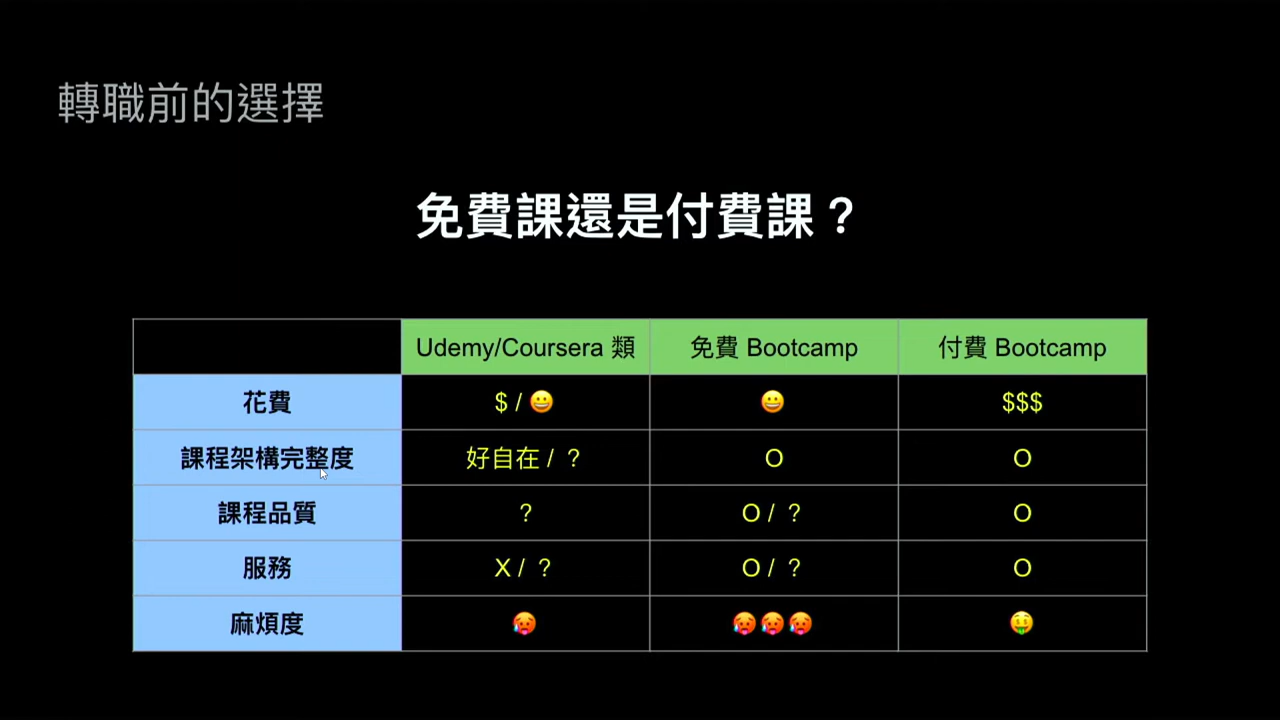 轉職前的選擇
免費課還是付費課？
Udemy/Coursera 類 免費 Bootcamp 付費 Bootcamp
花費 $ / 😀 😀 $$$
課程架構完整度 好自在 / ？ O O
課程品質 ？ O / ？ O
服務 X / ？ O / ？ O
麻煩度 🥵 🥵🥵🥵 🤑